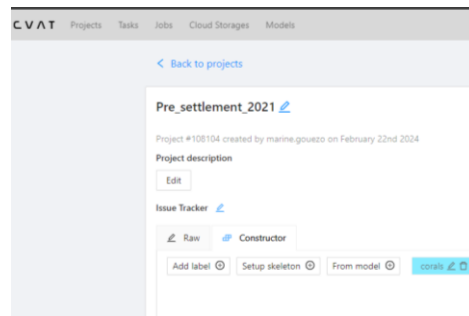 CVAT Projects Tasks Jobs Cloud Storages Models
Back to projects
Pre_settlement_2021
Project #108104 created by marine.gouezo on February 22nd 2024
Project description
Edit
Issue Tracker
Raw Constructor
Add label Setup skeleton From model corals